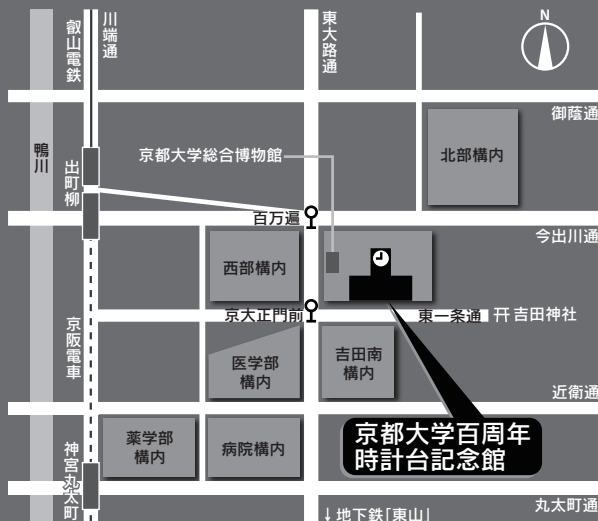 叡山電鉄
川端通
東大路通
N
御蔭通
鴨川
出町柳
京都大学総合博物館
北部構内
百万遍
今出川通
西部構内
京大正門前
東一条通
吉田神社
京阪電車
医学部
構内
吉田南
構内
近衛通
薬学部
構内
病院構内
京都大学百周年
時計台記念館
神宮丸太町
丸太町通
↓地下鉄「東山」